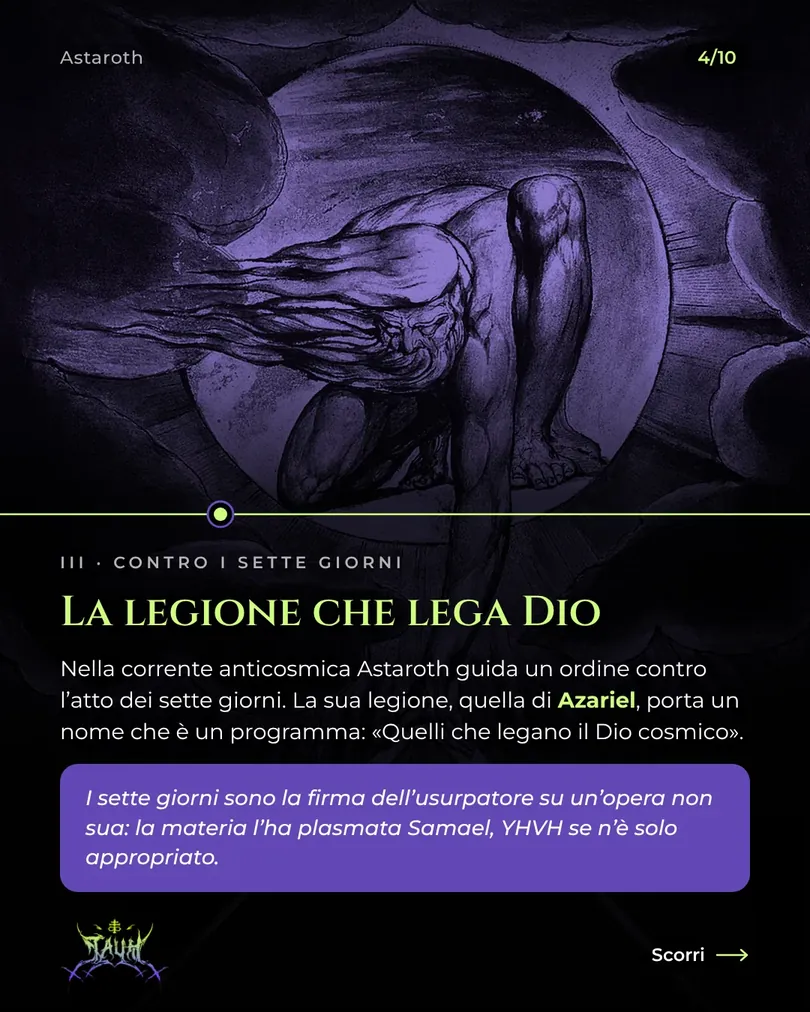 Astaroth
4/10
III · CONTRO I SETTE GIORNI
La legione che lega Dio
Nella corrente anticosmica Astaroth guida un ordine contro
l’atto dei sette giorni. La sua legione, quella di Azariel, porta un
nome che è un programma: «Quelli che legano il Dio cosmico».
I sette giorni sono la firma dell’usurpatore su un’opera non
sua: la materia l’ha plasmata Samael, YHVH se n’è solo
appropriato.
Scorri